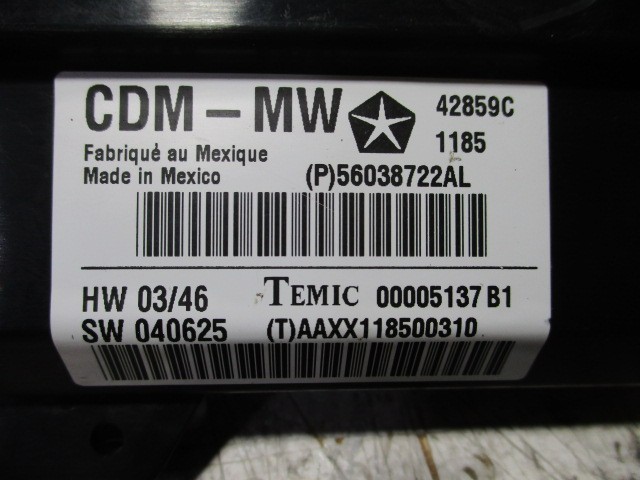 CDM – MW 42859C
1185
Fabriqué au Mexique
Made in Mexico (P)56038722AL
HW 03/46 TEMIC 00005137 B1
SW 040625 (T)AAXX118500310